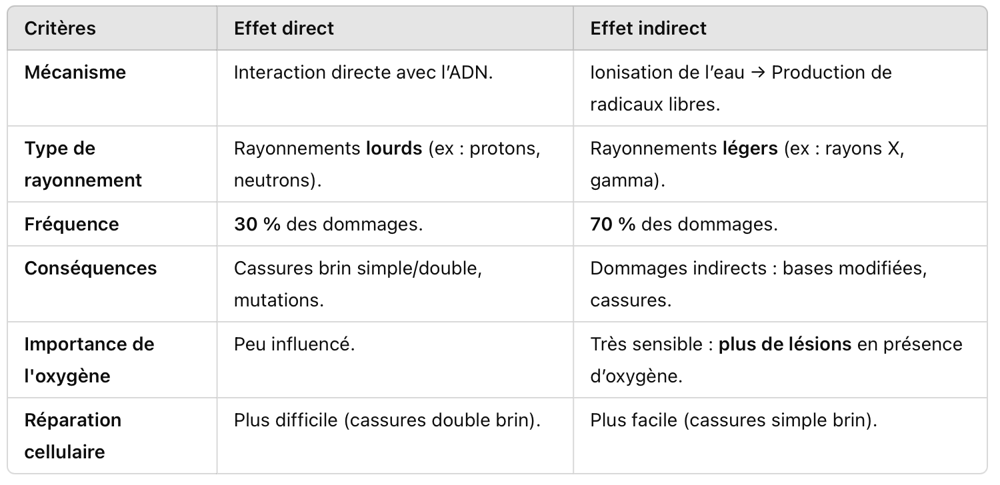 Critères
Effet direct
Effet indirect
Mécanisme
Interaction directe avec l’ADN.
Ionisation de l’eau → Production de
radicaux libres.
Type de
rayonnement
Rayonnements lourds (ex : protons,
neutrons).
Rayonnements légers (ex : rayons X,
gamma).
Fréquence
30 % des dommages.
70 % des dommages.
Conséquences
Cassures brin simple/double,
mutations.
Dommages indirects : bases modifiées,
cassures.
Importance de
l'oxygène
Peu influencé.
Très sensible : plus de lésions en présence
d’oxygène.
Réparation
cellulaire
Plus difficile (cassures double brin).
Plus facile (cassures simple brin).